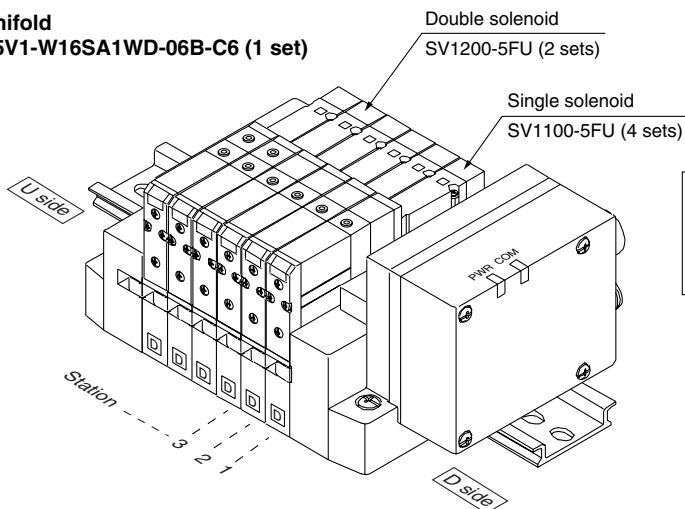 nifold
5V1-W16SA1WD-06B-C6 (1 set)
Double solenoid
SV1200-5FU (2 sets)
Single solenoid
SV1100-5FU (4 sets)
U side
PWR COM
D D D D D D
Station
3
2
1
D side